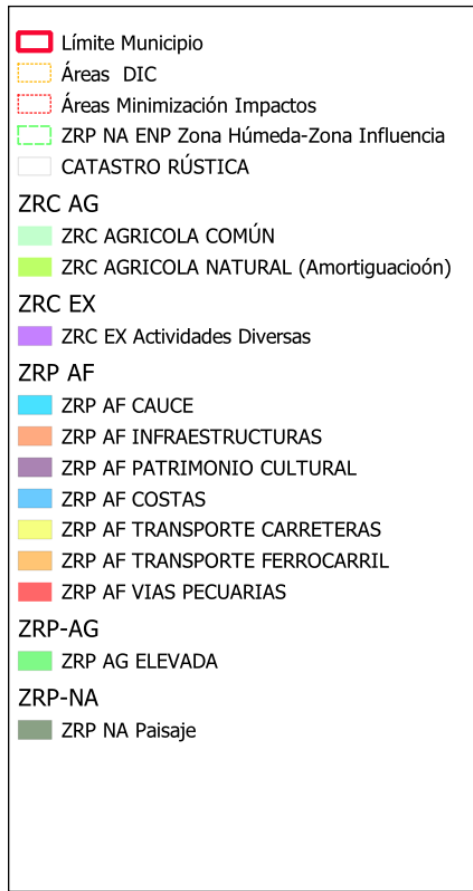 Límite Municipio
Áreas DIC
Áreas Minimización Impactos
ZRP NA ENP Zona Húmeda-Zona Influencia
CATASTRO RÚSTICA
ZRC AG
ZRC AGRICOLA COMÚN
ZRC AGRICOLA NATURAL (Amortiguacioón)
ZRC EX
ZRC EX Actividades Diversas
ZRP AF
ZRP AF CAUCE
ZRP AF INFRAESTRUCTURAS
ZRP AF PATRIMONIO CULTURAL
ZRP AF COSTAS
ZRP AF TRANSPORTE CARRETERAS
ZRP AF TRANSPORTE FERROCARRIL
ZRP AF VIAS PECUARIAS
ZRP-AG
ZRP AG ELEVADA
ZRP-NA
ZRP NA Paisaje